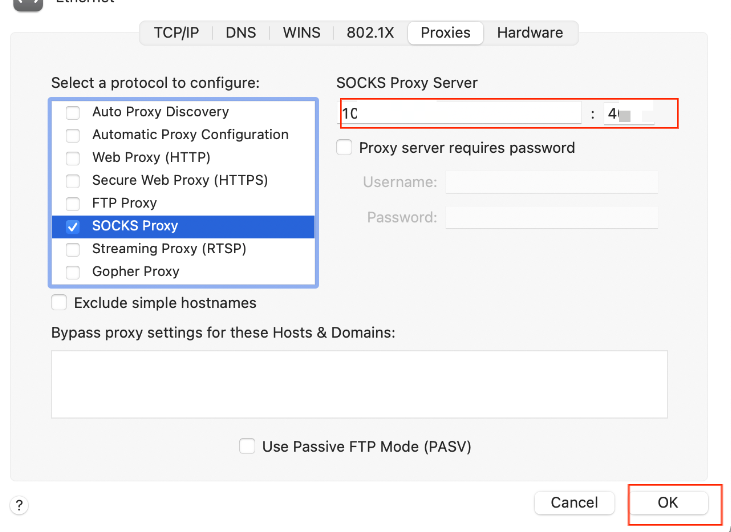 Ethernet
TCP/IP DNS WINS 802.1X Proxies Hardware
Select a protocol to configure:
Auto Proxy Discovery
Automatic Proxy Configuration
Web Proxy (HTTP)
Secure Web Proxy (HTTPS)
FTP Proxy
SOCKS Proxy
Streaming Proxy (RTSP)
Gopher Proxy
Exclude simple hostnames
SOCKS Proxy Server
10 : 4
Proxy server requires password
Username:
Password:
Bypass proxy settings for these Hosts & Domains:
Use Passive FTP Mode (PASV)
? Cancel OK